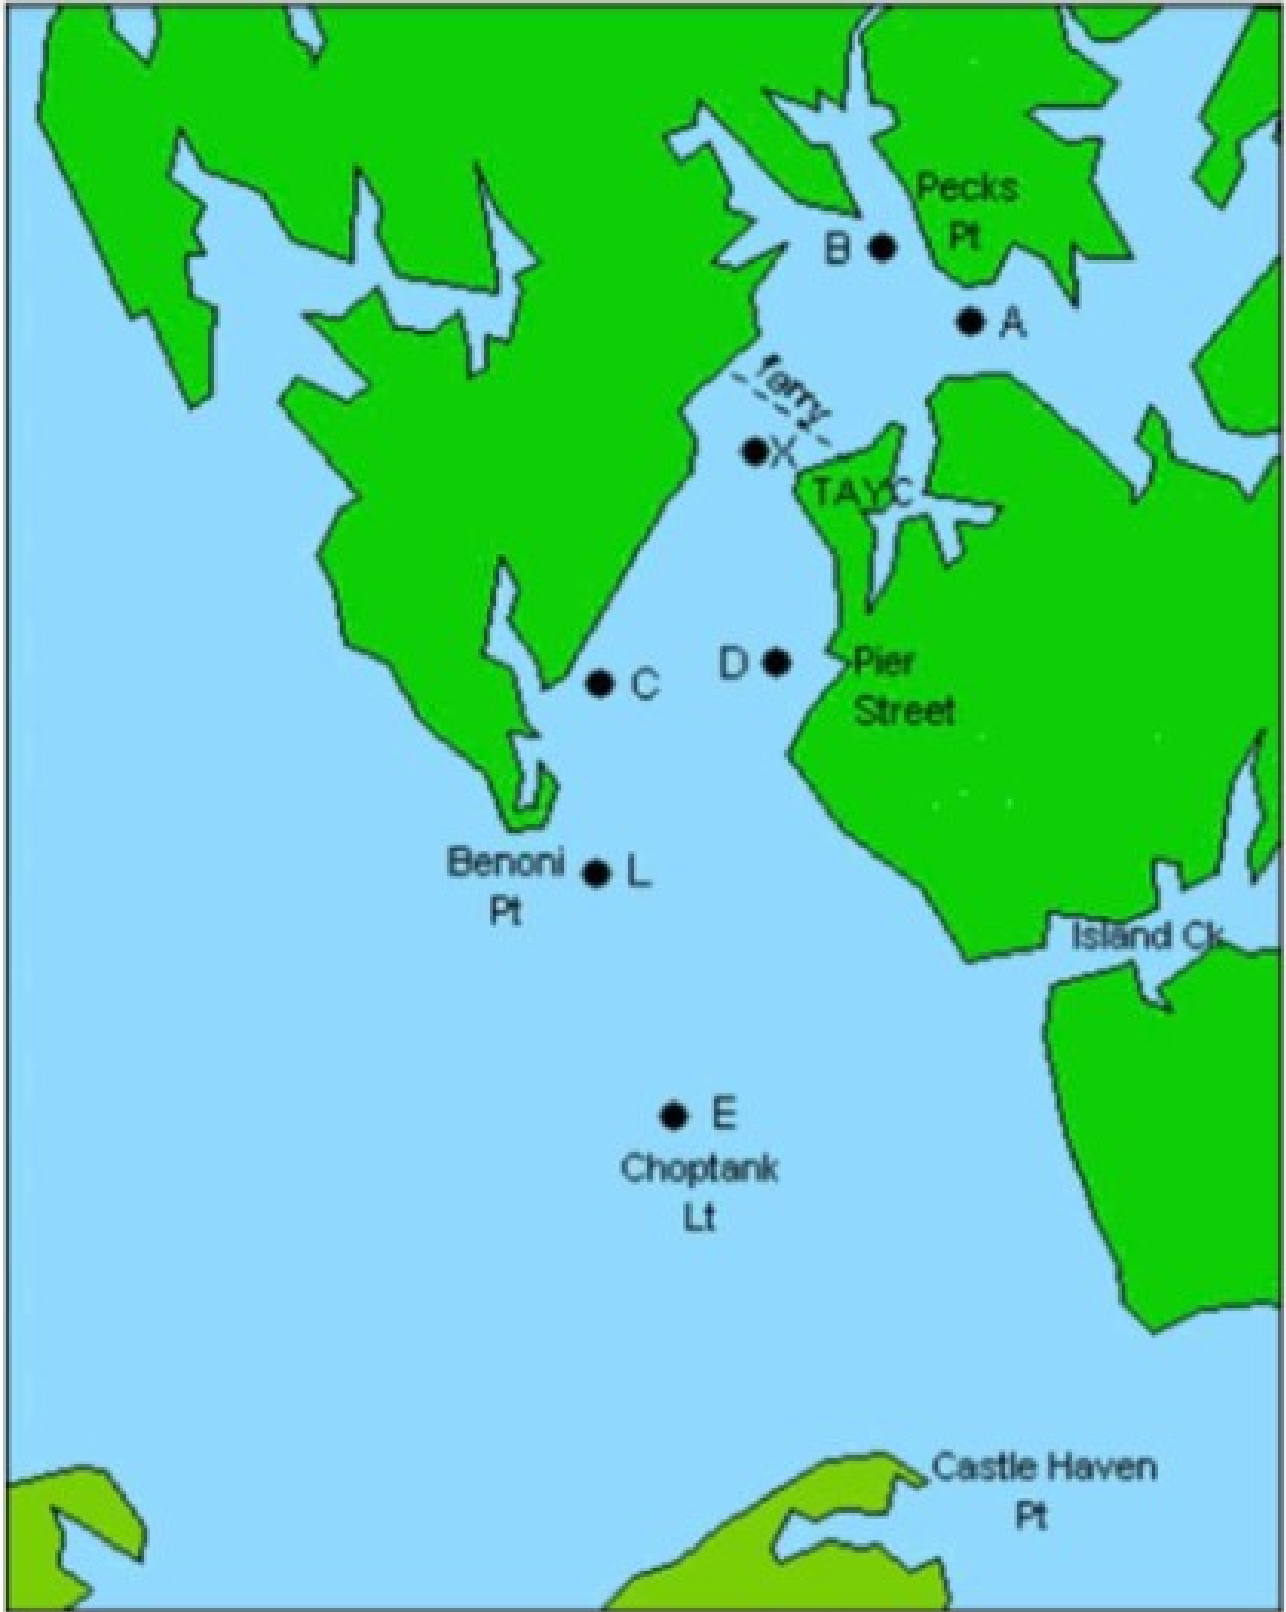 Pecks
Pt
B
A
ferry
X
TAYC
D
Pier
Street
C
Benoni
Pt
L
Island Ck
E
Choptank
Lt
Castle Haven
Pt